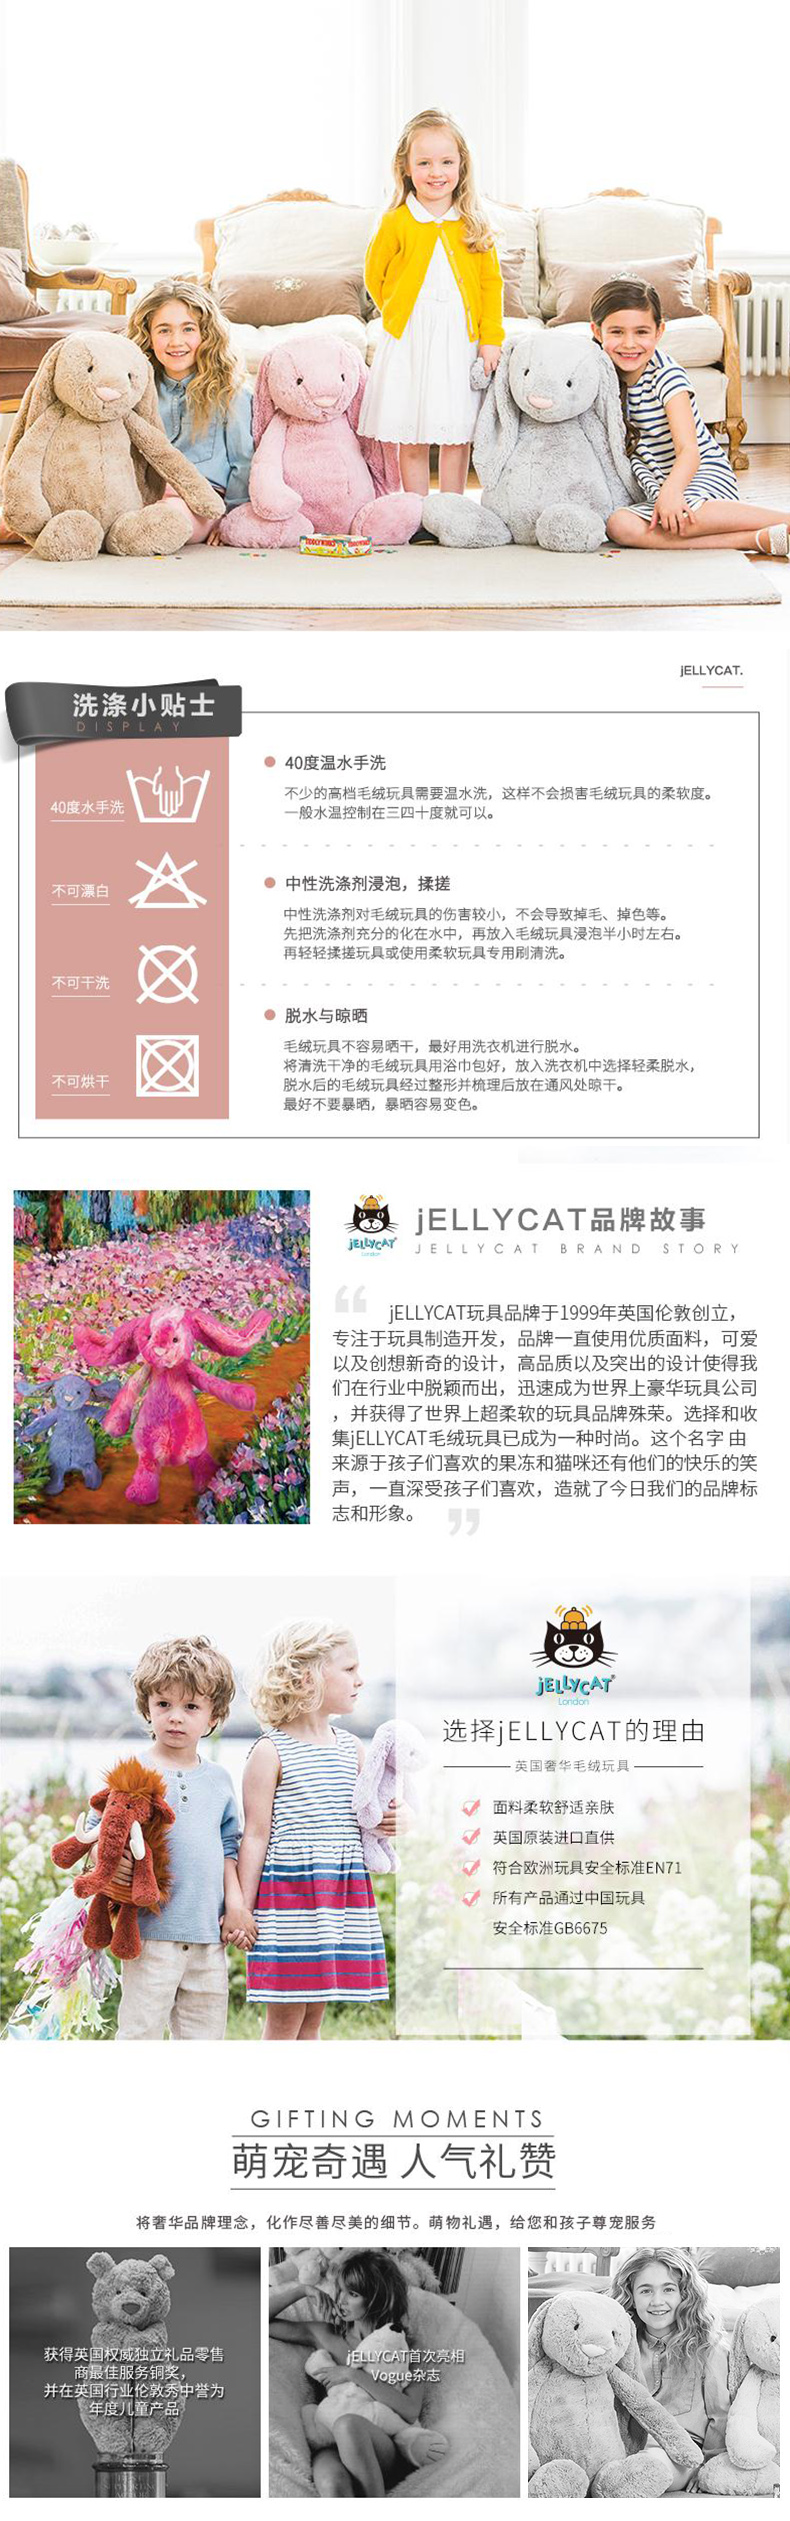 jELLYCAT.
洗涤小贴士
DISPLAY
40度水手洗
不可漂白
不可干洗
不可烘干
40度温水手洗
不少的高档毛绒玩具需要温水洗，这样不会损害毛绒玩具的柔软度。
一般水温控制在三四十度就可以。
中性洗涤剂浸泡，揉搓
中性洗涤剂对毛绒玩具的伤害较小，不会导致掉毛、掉色等。
先把洗涤剂充分的化在水中，再放入毛绒玩具浸泡半小时左右。
再轻轻揉搓玩具或使用柔软玩具专用刷清洗。
脱水与晾晒
毛绒玩具不容易晒干，最好用洗衣机进行脱水。
将清洗干净的毛绒玩具用浴巾包好，放入洗衣机中选择轻柔脱水，
脱水后的毛绒玩具经过整形并梳理后放在通风处晾干。
最好不要暴晒，暴晒容易变色。
jELLYCAT
London
jELLYCAT品牌故事
JELLYCAT BRAND STORY
“
jELLYCAT玩具品牌于1999年英国伦敦创立，
专注于玩具制造开发，品牌一直使用优质面料，可爱
以及创想新奇的设计，高品质以及突出的设计使得我
们在行业中脱颖而出，迅速成为世界上豪华玩具公司
，并获得了世界上超柔软的玩具品牌殊荣。选择和收
集jELLYCAT毛绒玩具已成为一种时尚。这个名字 由
来源于孩子们喜欢的果冻和猫咪还有他们的快乐的笑
声，一直深受孩子们喜欢，造就了今日我们的品牌标
志和形象。
”
jELLYCAT®
London
选择jELLYCAT的理由
英国奢华毛绒玩具
面料柔软舒适亲肤
英国原装进口直供
符合欧洲玩具安全标准EN71
所有产品通过中国玩具
安全标准GB6675
GIFTING MOMENTS
萌宠奇遇 人气礼赞
将奢华品牌理念，化作尽善尽美的细节。萌物礼遇，给您和孩子尊宠服务
获得英国权威独立礼品零售
商最佳服务铜奖，
并在英国行业伦敦秀中誉为
年度儿童产品
jELLYCAT首次亮相
Vogue杂志